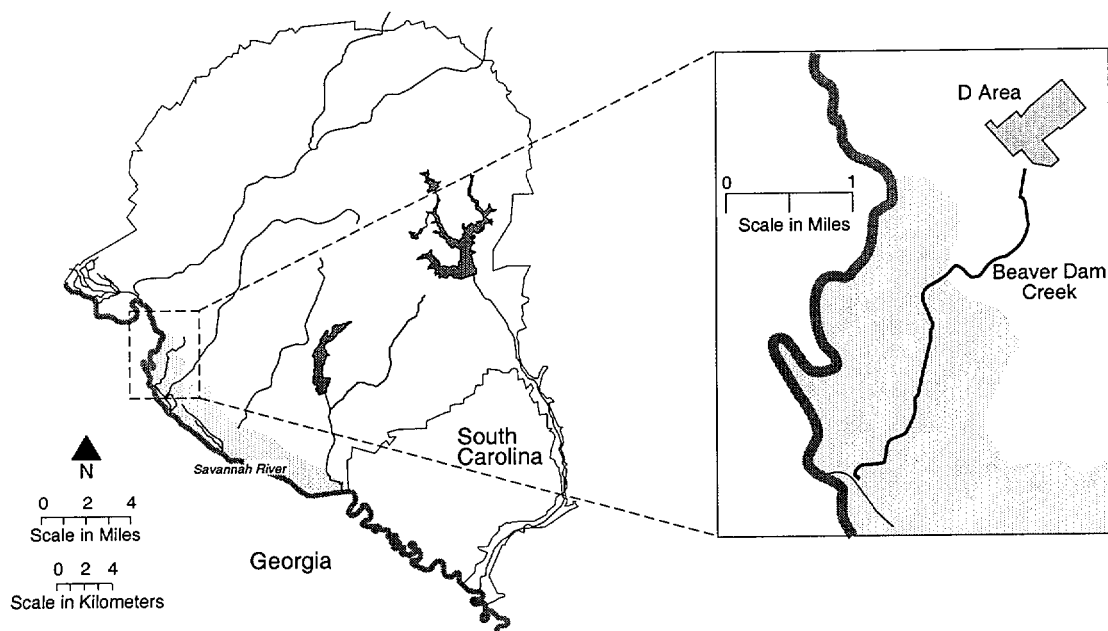 D Area
0 1
Scale in Miles
Beaver Dam
Creek
South
Carolina
Savannah River
N
0 2 4
Scale in Miles
Georgia
0 2 4
Scale in Kilometers